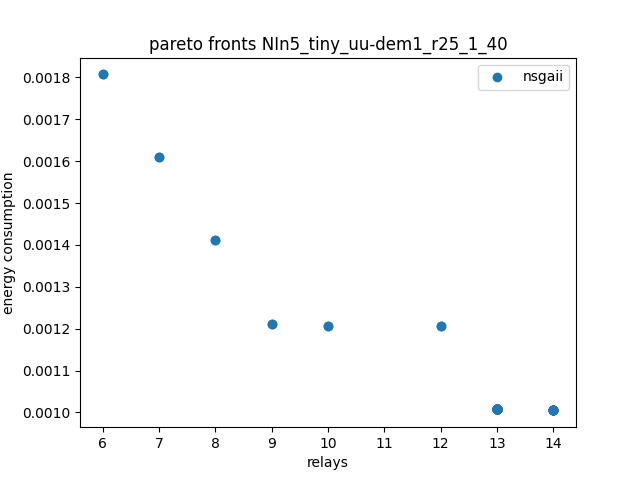 pareto fronts NIn5_tiny_uu-dem1_r25_1_40
nsgaii
0.0018
0.0017
0.0016
0.0015
0.0014
0.0013
0.0012
0.0011
0.0010
energy consumption
6 7 8 9 10 11 12 13 14
relays